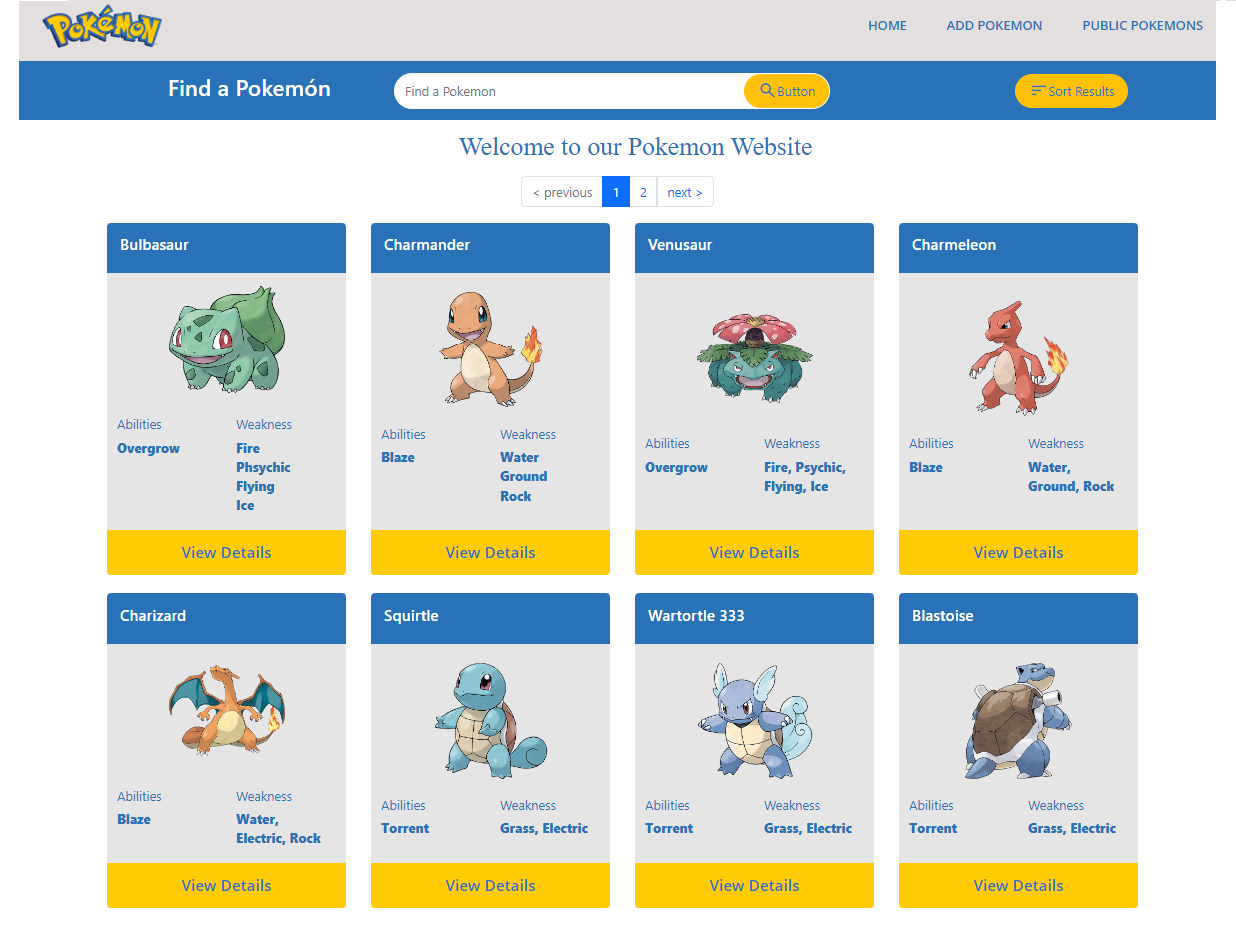 POKéMON
HOME ADD POKEMON PUBLIC POKEMONS
Find a Pokemón
Find a Pokemon
Button
Sort Results
Welcome to our Pokemon Website
< previous 1 2 next >
Bulbasaur
Abilities Weakness
Overgrow
Fire
Phsychic
Flying
Ice
View Details
Charmander
Abilities Weakness
Blaze
Water
Ground
Rock
View Details
Venusaur
Abilities Weakness
Overgrow
Fire, Psychic,
Flying, Ice
View Details
Charmeleon
Abilities Weakness
Blaze
Water,
Ground, Rock
View Details
Charizard
Abilities Weakness
Blaze
Water,
Electric, Rock
View Details
Squirtle
Abilities Weakness
Torrent Grass, Electric
View Details
Wartortle 333
Abilities Weakness
Torrent Grass, Electric
View Details
Blastoise
Abilities Weakness
Torrent Grass, Electric
View Details